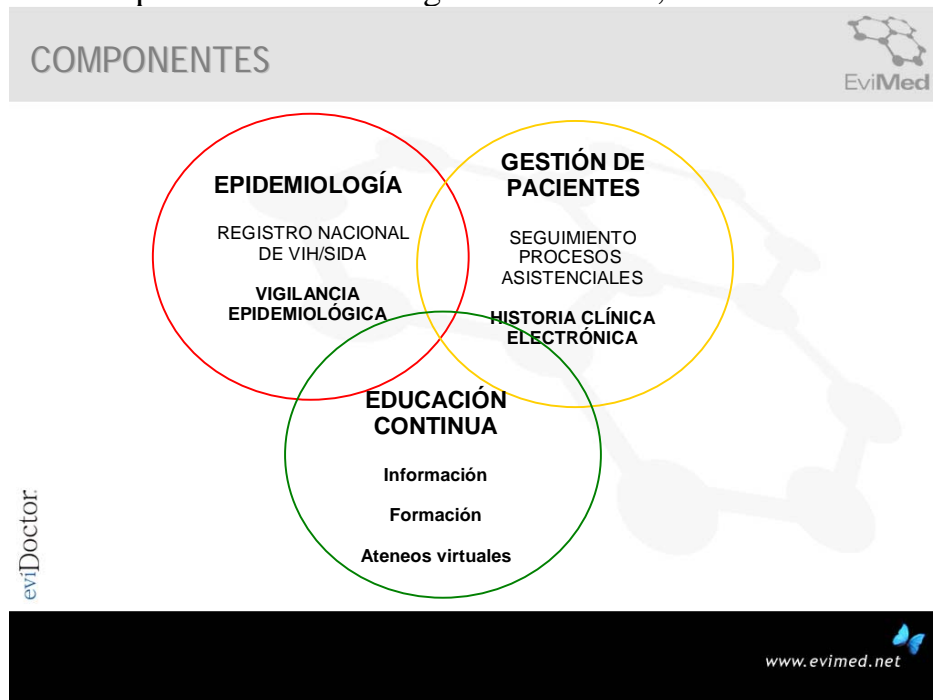 COMPONENTES
EviMed
EPIDEMIOLOGÍA
REGISTRO NACIONAL
DE VIH/SIDA
VIGILANCIA
EPIDEMIOLÓGICA
GESTIÓN DE
PACIENTES
SEGUIMIENTO
PROCESOS
ASISTENCIALES
HISTORIA CLÍNICA
ELECTRÓNICA
EDUCACIÓN
CONTINUA
Información
Formación
Ateneos virtuales
eviDoctor.
www.evimed.net